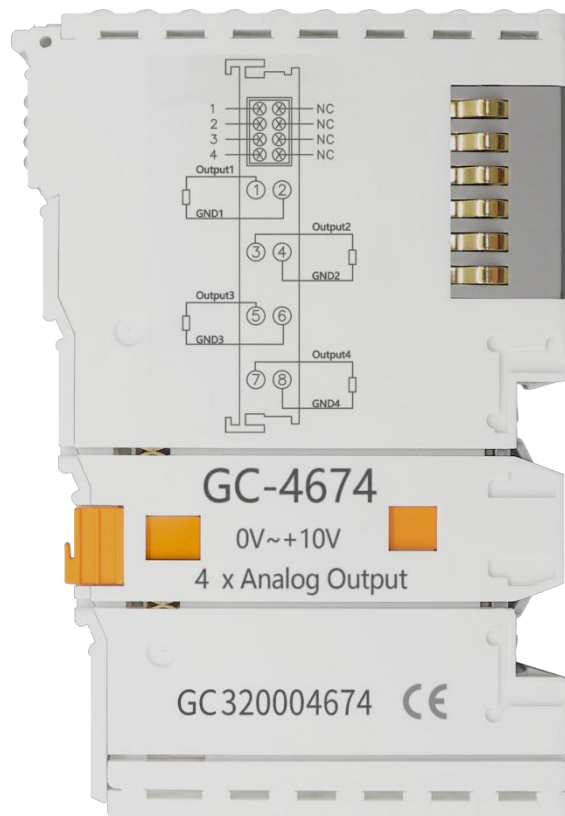 1 NC
2 NC
3 NC
4 NC
Output1
1 2
GND1
Output2
3 4
GND2
Output3
5 6
GND3
Output4
7 8
GND4
GC-4674
0V~+10V
4 x Analog Output
GC320004674 CE